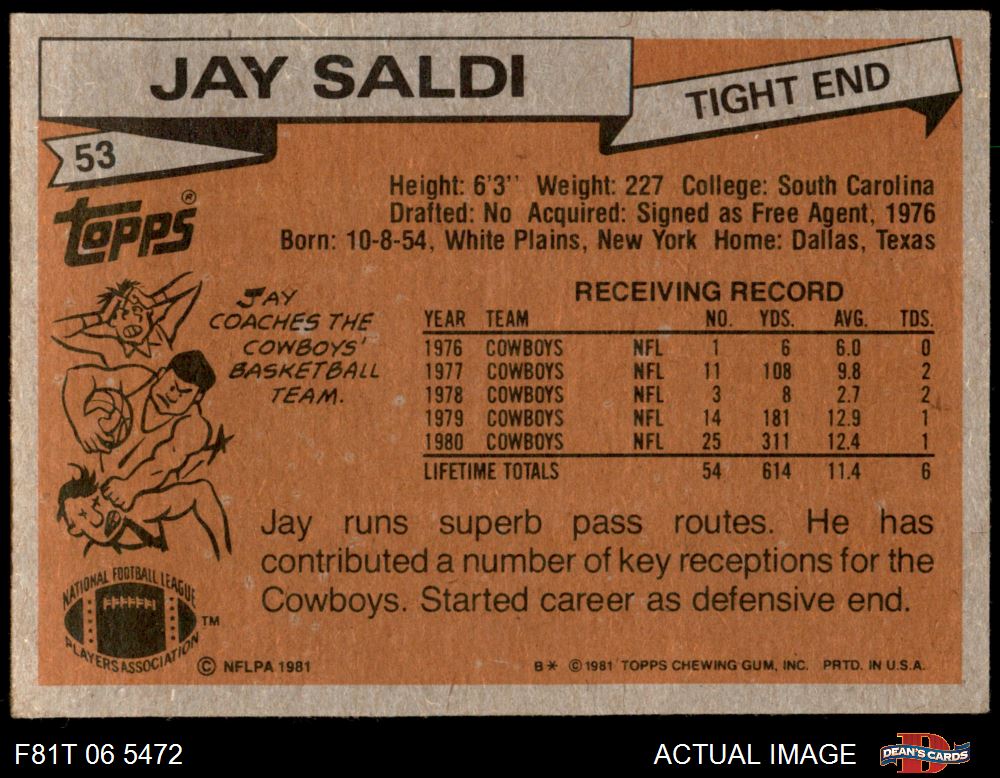 JAY SALDI
TIGHT END
53
TOPPS®
Height: 6'3'' Weight: 227 College: South Carolina
Drafted: No Acquired: Signed as Free Agent, 1976
Born: 10-8-54, White Plains, New York Home: Dallas, Texas
JAY
COACHES THE
COWBOYS'
BASKETBALL
TEAM.
RECEIVING RECORD
YEAR TEAM NO. YDS. AVG. TDS.
1976 COWBOYS NFL 1 6 6.0 0
1977 COWBOYS NFL 11 108 9.8 2
1978 COWBOYS NFL 3 8 2.7 2
1979 COWBOYS NFL 14 181 12.9 1
1980 COWBOYS NFL 25 311 12.4 1
LIFETIME TOTALS 54 614 11.4 6
Jay runs superb pass routes. He has
contributed a number of key receptions for the
Cowboys. Started career as defensive end.
NATIONAL FOOTBALL LEAGUE
PLAYERS ASSOCIATION
TM
© NFLPA 1981
B* © 1981 TOPPS CHEWING GUM, INC. PRTD. IN U.S.A.
F81T 06 5472
ACTUAL IMAGE
D
DEAN'S CARDS